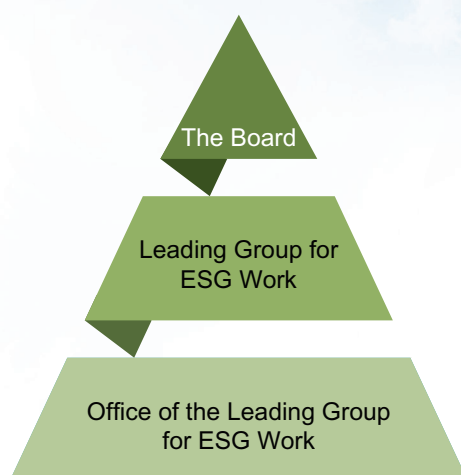 The Board
Leading Group for
ESG Work
Office of the Leading Group
for ESG Work